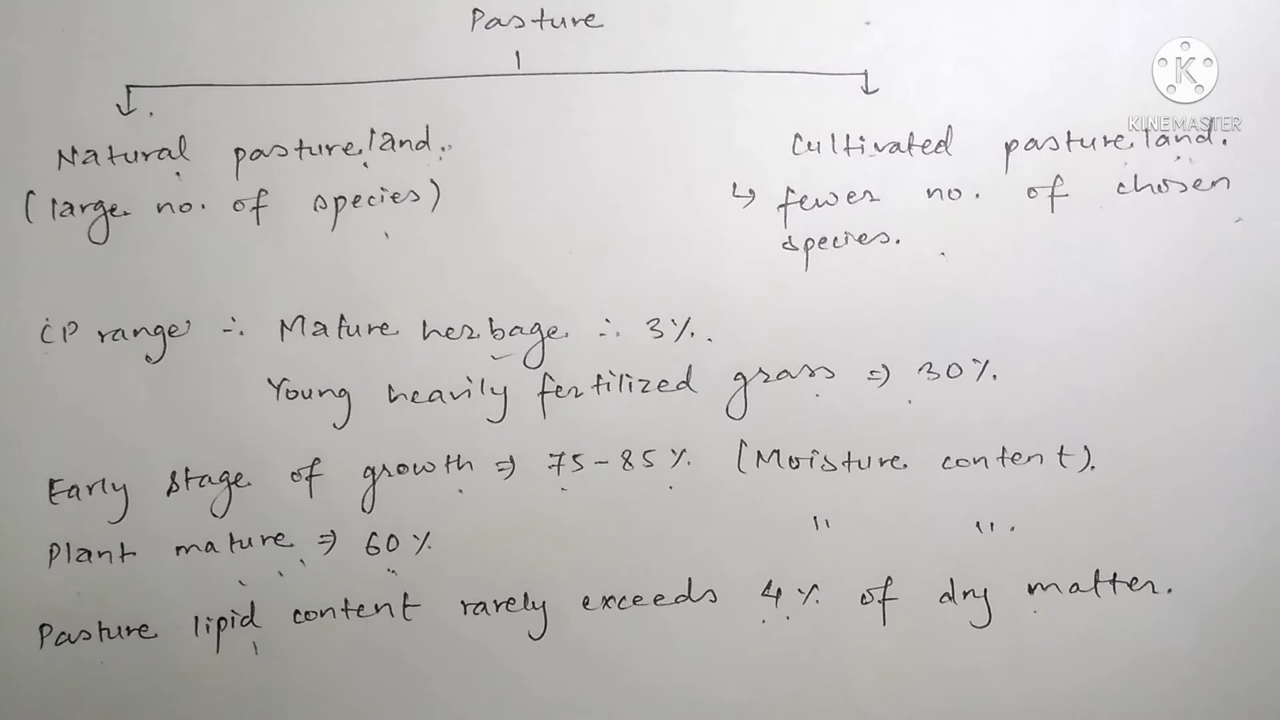 Pasture
Natural pasture land.
(large no. of species)
Cultivated pasture land.
↳ fewer no. of chosen
species.
KINEMASTER
CP range ∴ Mature herbage ∴ 3%.
Young heavily fertilized grass ⇒ 30%.
Early stage of growth ⇒ 75-85% (Moisture content).
Plant mature ⇒ 60% " ".
Pasture lipid content rarely exceeds 4% of dry matter.